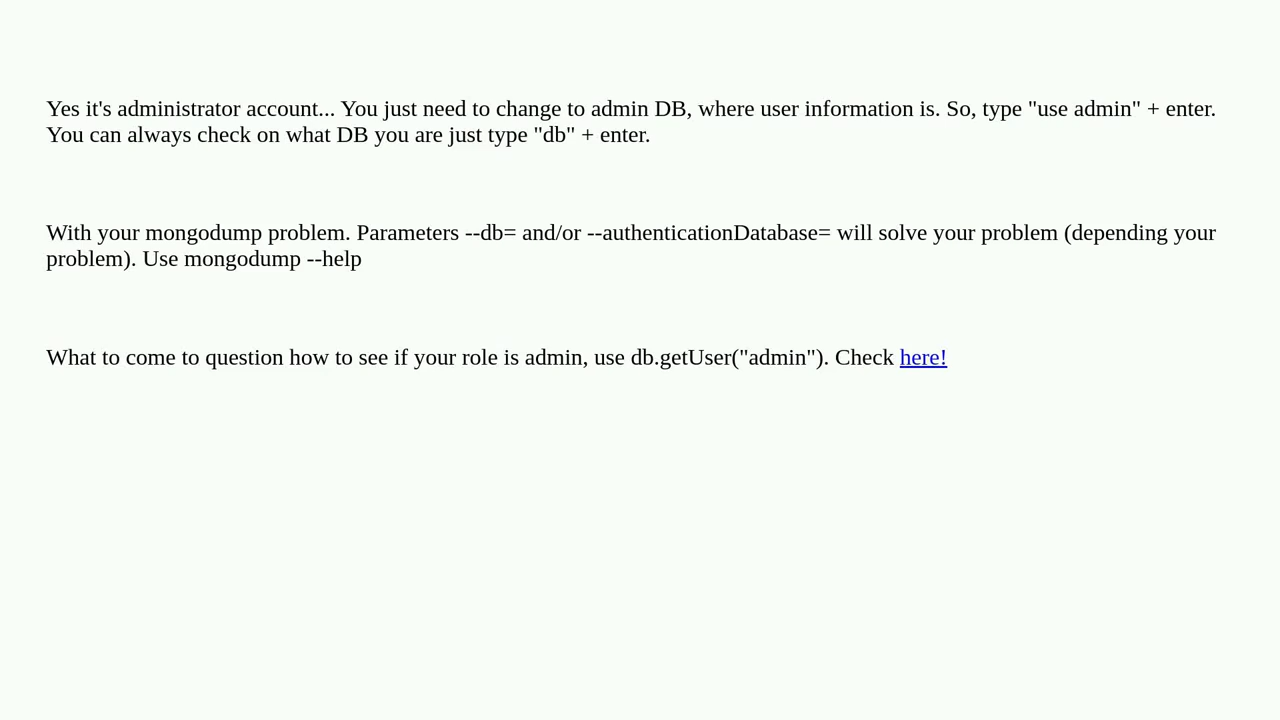 Yes it's administrator account... You just need to change to admin DB, where user information is. So, type "use admin" + enter.
You can always check on what DB you are just type "db" + enter.
With your mongodump problem. Parameters --db= and/or --authenticationDatabase= will solve your problem (depending your
problem). Use mongodump --help
What to come to question how to see if your role is admin, use db.getUser("admin"). Check here!